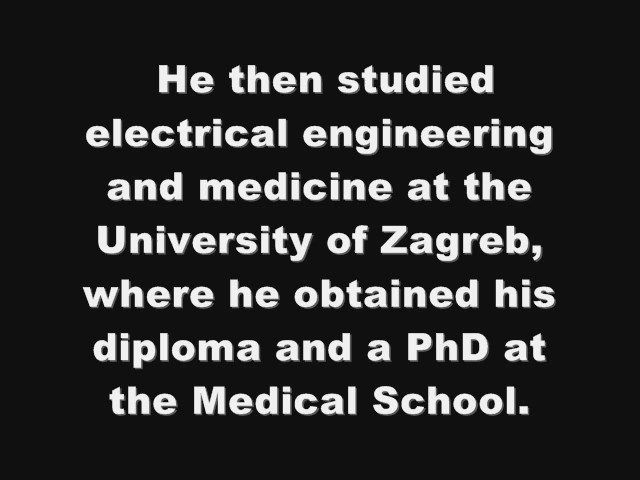 He then studied
electrical engineering
and medicine at the
University of Zagreb,
where he obtained his
diploma and a PhD at
the Medical School.